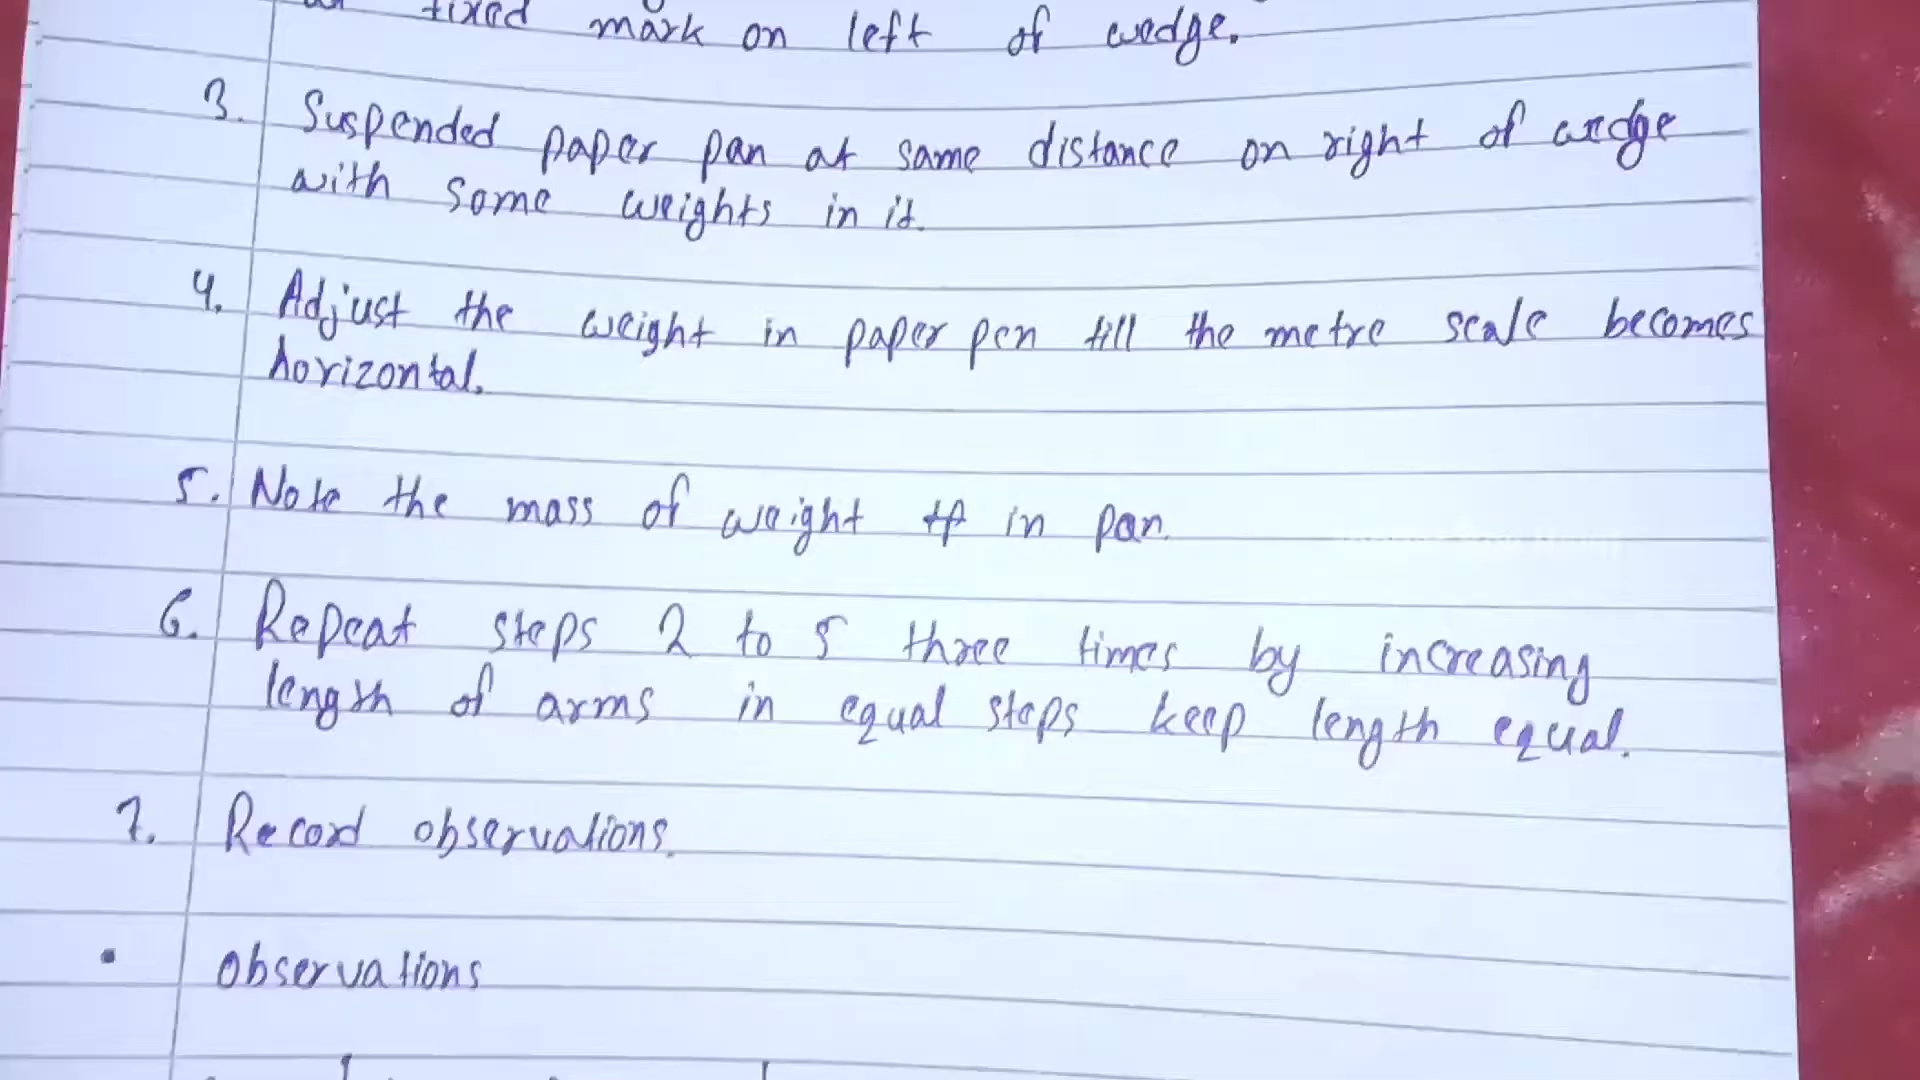 fixed mark on left of wedge.
3. Suspended paper pan at same distance on right of wedge
with some weights in it.
4. Adjust the weight in paper pen till the metre scale becomes
horizontal.
5. Note the mass of weight in pan.
6. Repeat steps 2 to 5 three times by increasing
length of arms in equal steps keep length equal.
7. Record observations.
• Observations